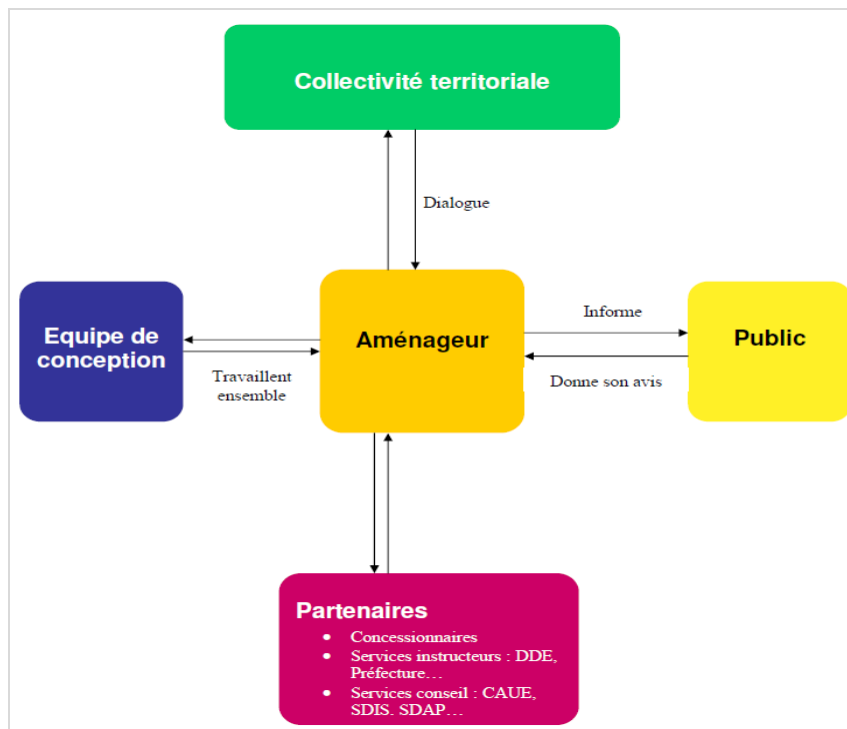 Collectivité territoriale
Dialogue
Equipe de
conception
Travaillent
ensemble
Aménageur
Informe
Donne son avis
Public
Partenaires
• Concessionnaires
• Services instructeurs : DDE,
Préfecture…
• Services conseil : CAUE,
SDIS. SDAP…